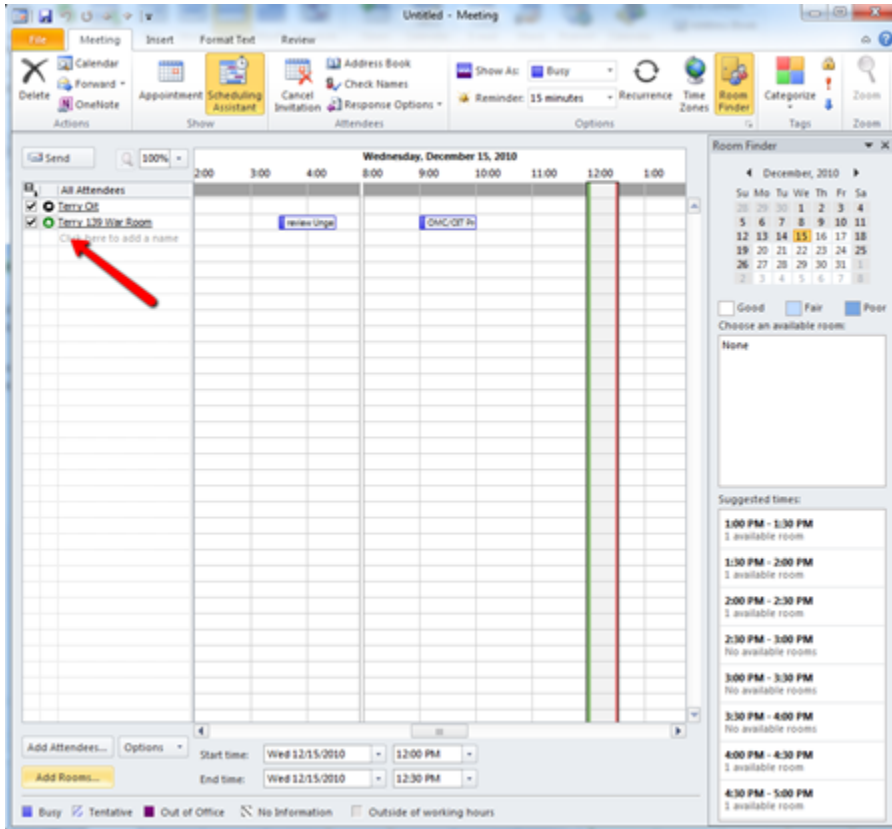 Untitled - Meeting
File Meeting Insert Format Text Review
Delete
Calendar
Forward
OneNote
Actions
Appointment
Scheduling Assistant
Show
Cancel Invitation
Address Book
Check Names
Response Options
Attendees
Show As: Busy
Reminder: 15 minutes
Recurrence
Time Zones
Room Finder
Options
Categorize
Tags
Zoom
Zoom
Send 100%
Wednesday, December 15, 2010
2:00 3:00 4:00 8:00 9:00 10:00 11:00 12:00 1:00
All Attendees
Terry Oit
Terry 139 War Room
review Unge
Click here to add a name
Room Finder
December, 2010
Su Mo Tu We Th Fr Sa
28 29 30 1 2 3 4
5 6 7 8 9 10 11
12 13 14 15 16 17 18
19 20 21 22 23 24 25
26 27 28 29 30 31 1
2 3 4 5 6 7 8
Good Fair Poor
Choose an available room:
None
Suggested times:
1:00 PM - 1:30 PM
1 available room
1:30 PM - 2:00 PM
1 available room
2:00 PM - 2:30 PM
1 available room
2:30 PM - 3:00 PM
No available rooms
3:00 PM - 3:30 PM
No available rooms
3:30 PM - 4:00 PM
No available rooms
4:00 PM - 4:30 PM
1 available room
4:30 PM - 5:00 PM
1 available room
Add Attendees... Options
Start time: Wed 12/15/2010 12:00 PM
Add Rooms...
End time: Wed 12/15/2010 12:30 PM
Busy Tentative Out of Office No Information Outside of working hours